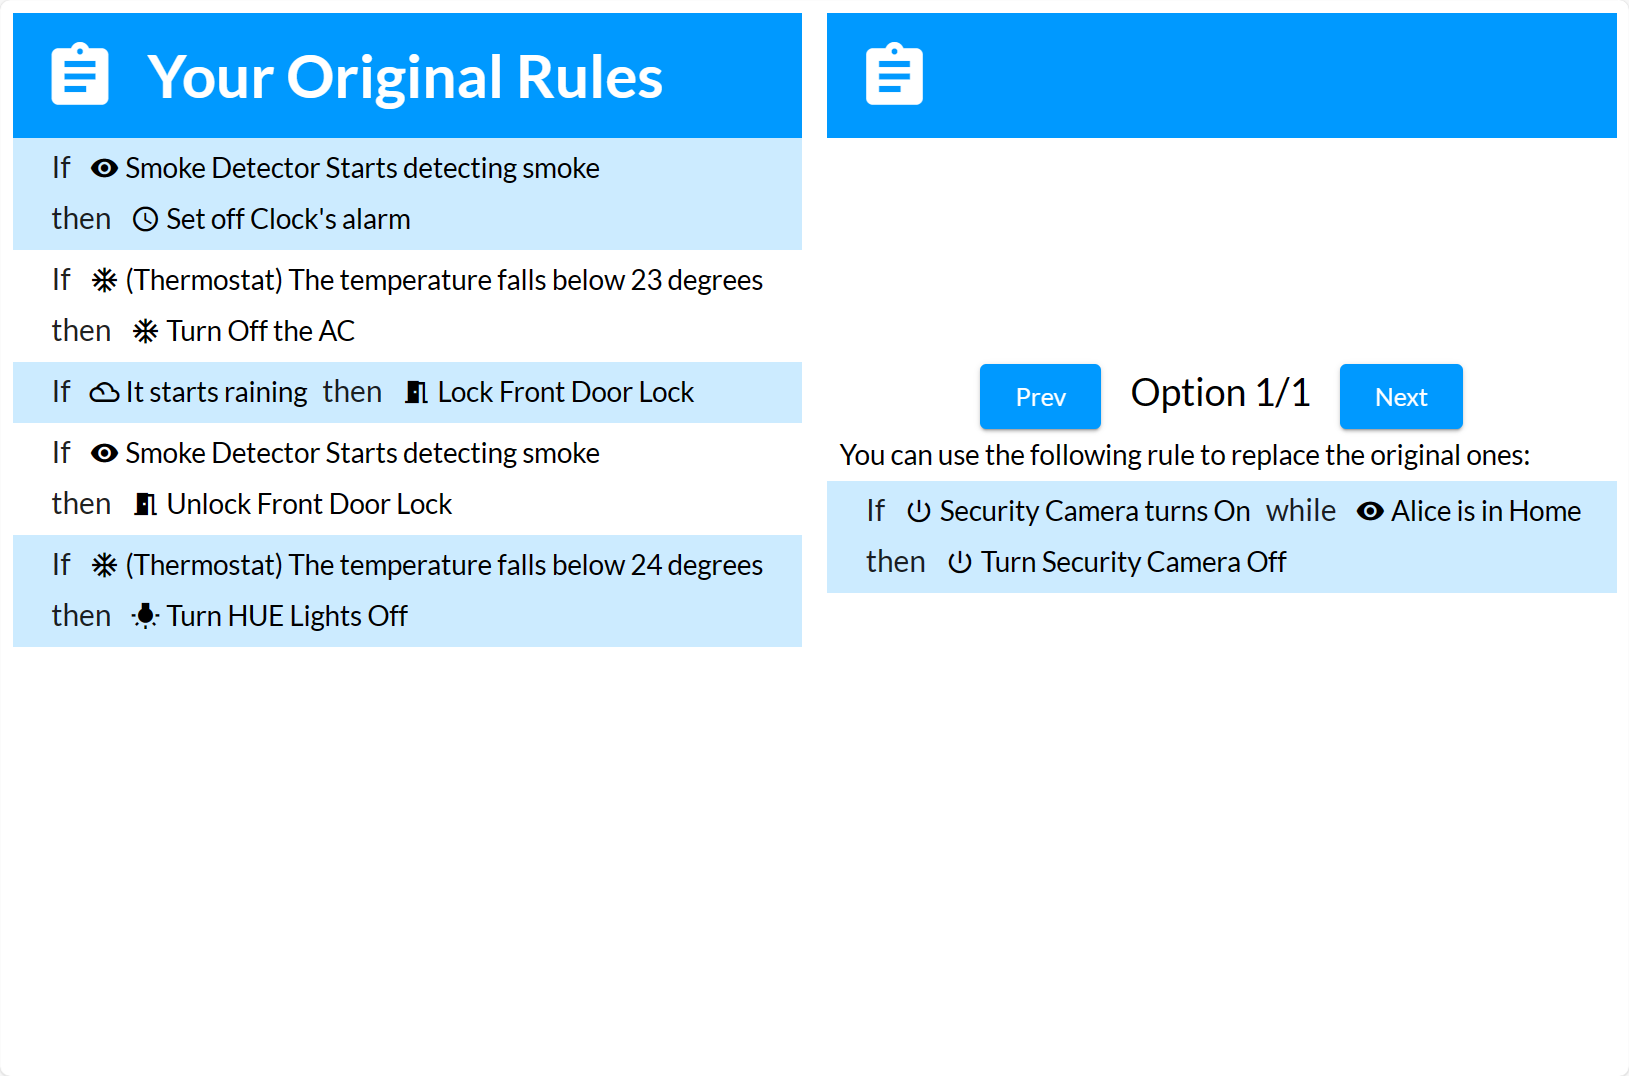 Your Original Rules
If Smoke Detector Starts detecting smoke
then Set off Clock's alarm
If (Thermostat) The temperature falls below 23 degrees
then Turn Off the AC
If It starts raining then Lock Front Door Lock
If Smoke Detector Starts detecting smoke
then Unlock Front Door Lock
If (Thermostat) The temperature falls below 24 degrees
then Turn HUE Lights Off
Prev Option 1/1 Next
You can use the following rule to replace the original ones:
If Security Camera turns On while Alice is in Home
then Turn Security Camera Off